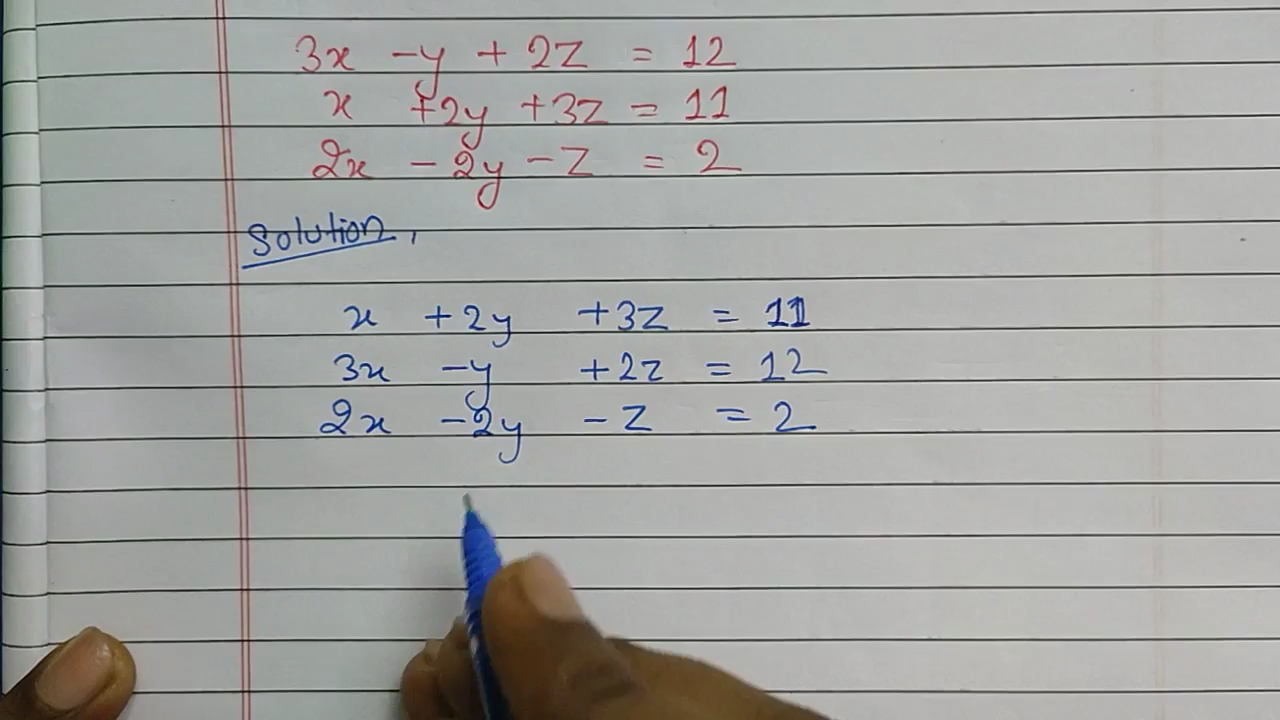 3x -y + 2z = 12
x +2y +3z = 11
2x - 2y - z = 2
Solution,
x +2y +3z = 11
3x -y +2z = 12
2x -2y - z = 2